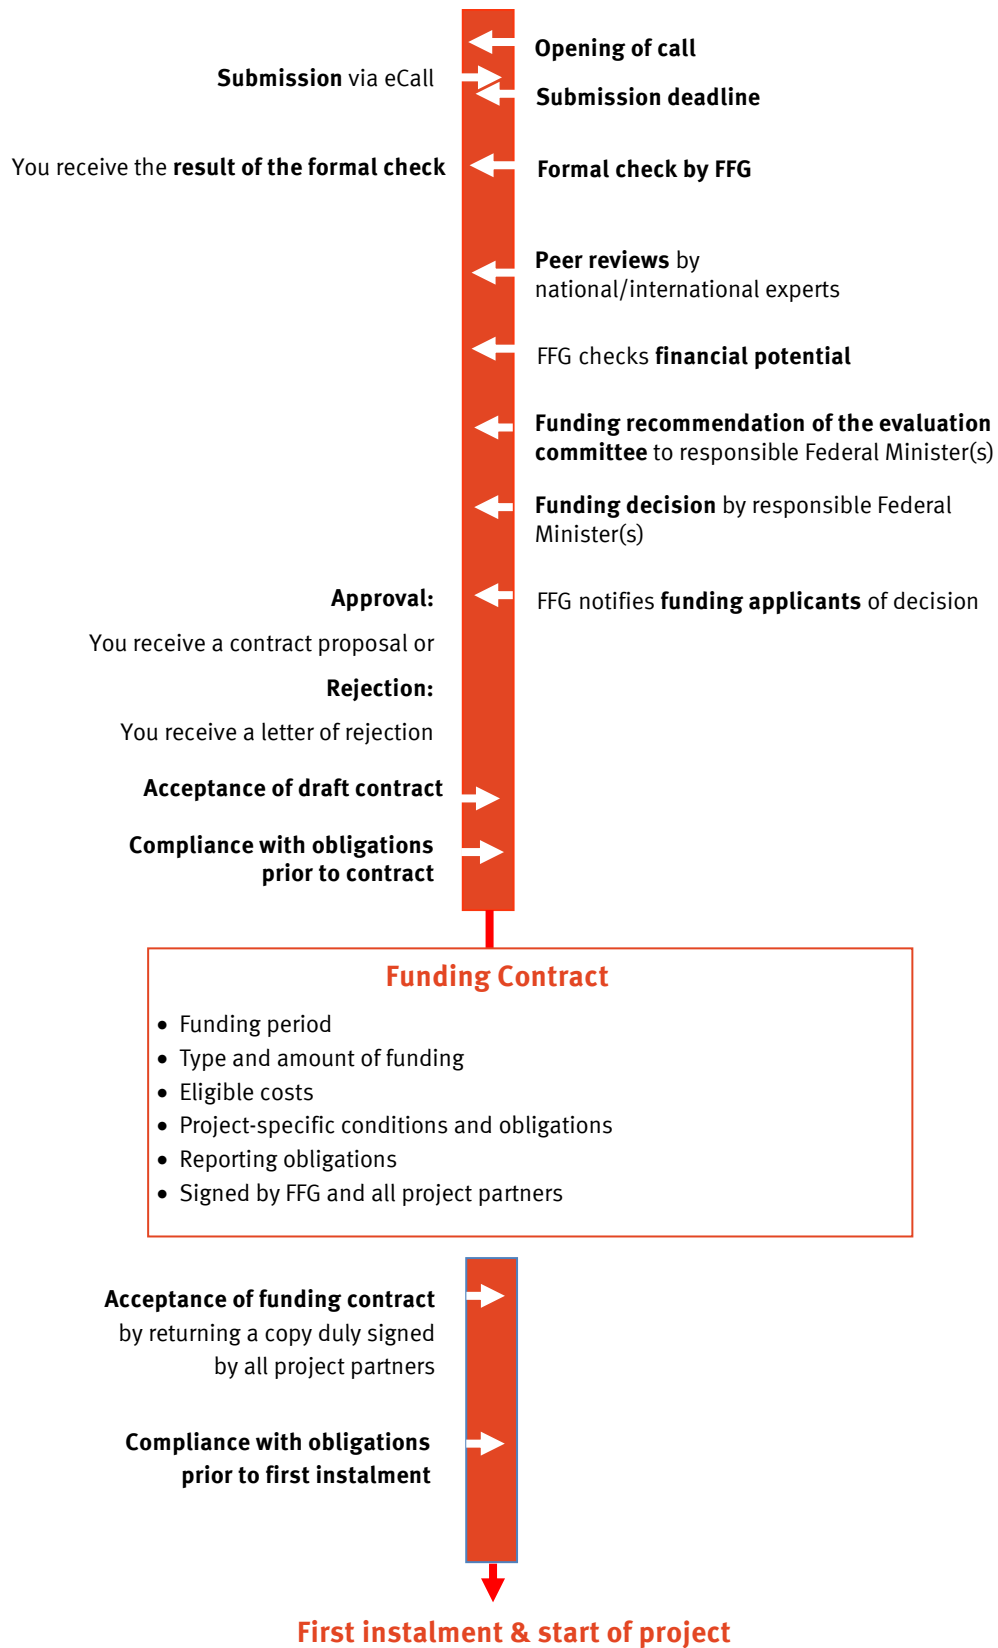 Opening of call
Submission via eCall
Submission deadline
You receive the result of the formal check
Formal check by FFG
Peer reviews by
national/international experts
FFG checks financial potential
Funding recommendation of the evaluation
committee to responsible Federal Minister(s)
Funding decision by responsible Federal
Minister(s)
Approval:
FFG notifies funding applicants of decision
You receive a contract proposal or
Rejection:
You receive a letter of rejection
Acceptance of draft contract
Compliance with obligations
prior to contract
Funding Contract
• Funding period
• Type and amount of funding
• Eligible costs
• Project-specific conditions and obligations
• Reporting obligations
• Signed by FFG and all project partners
Acceptance of funding contract
by returning a copy duly signed
by all project partners
Compliance with obligations
prior to first instalment
First instalment & start of project